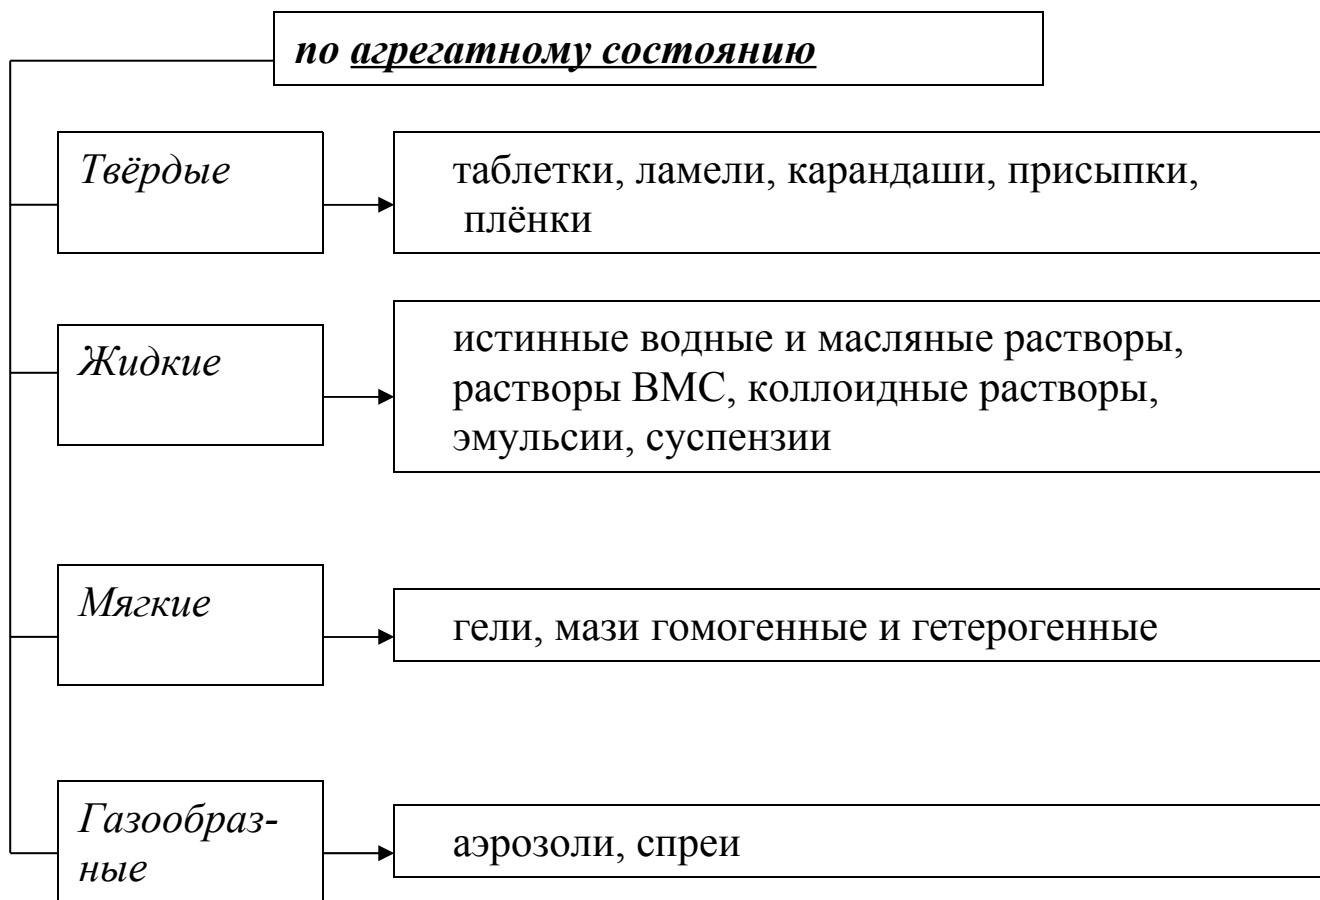 по агрегатному состоянию
Твёрдые
таблетки, ламели, карандаши, присыпки,
плёнки
Жидкие
истинные водные и масляные растворы,
растворы ВМС, коллоидные растворы,
эмульсии, суспензии
Мягкие
гели, мази гомогенные и гетерогенные
Газообраз-
ные
аэрозоли, спреи